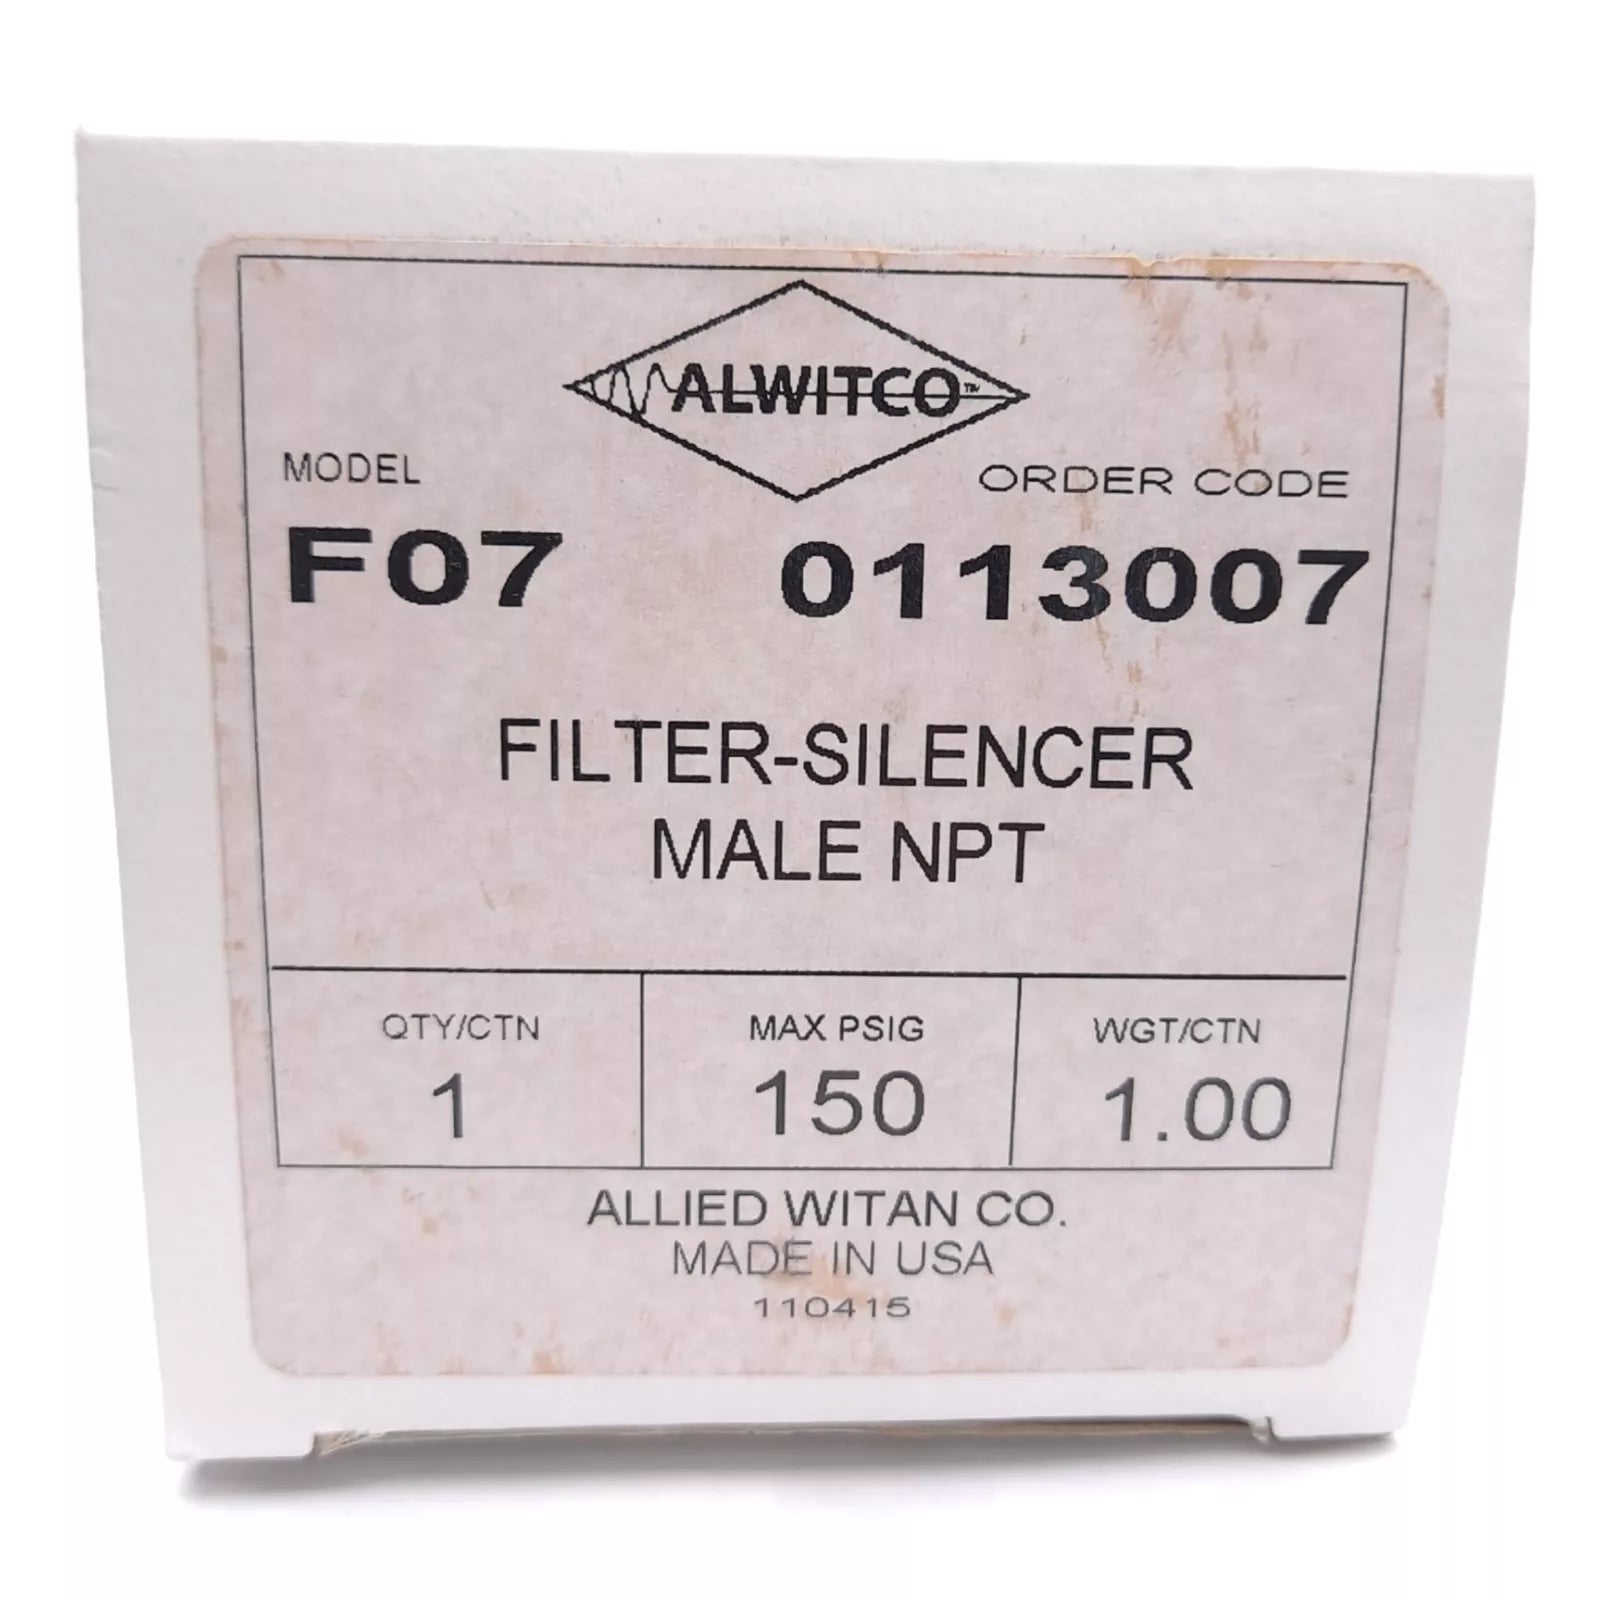 ALWITCO™
MODEL
ORDER CODE
F07
0113007
FILTER-SILENCER
MALE NPT
QTY/CTN
MAX PSIG
WGT/CTN
1
150
1.00
ALLIED WITAN CO.
MADE IN USA
110415